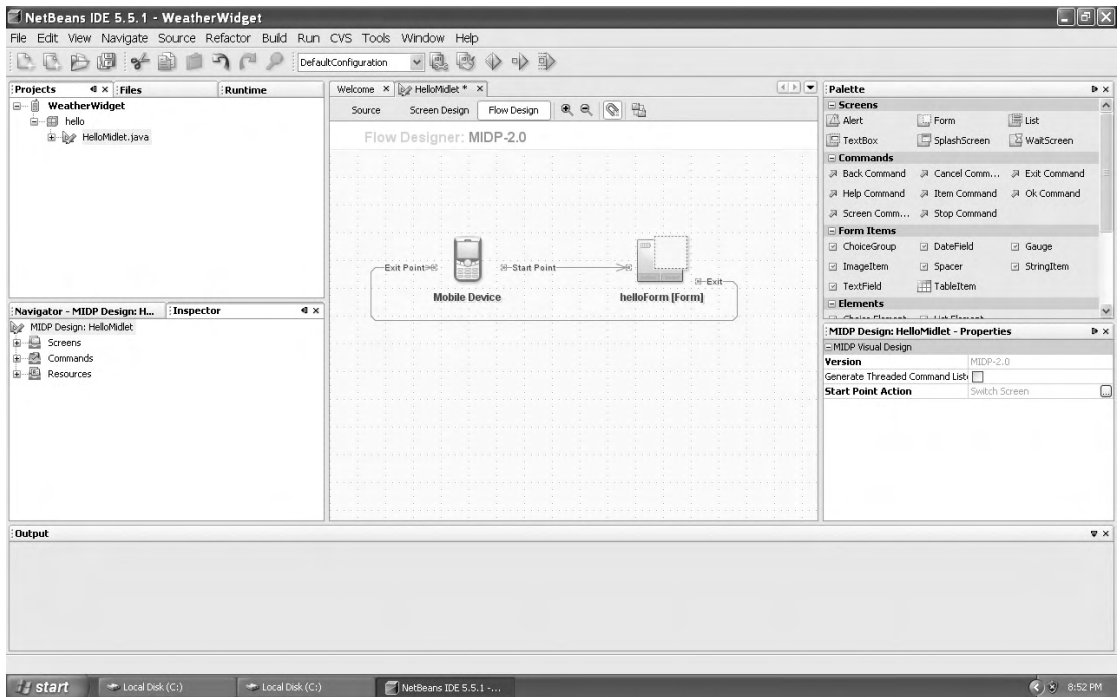 NetBeans IDE 5.5.1 - WeatherWidget
File Edit View Navigate Source Refactor Build Run CVS Tools Window Help
DefaultConfiguration
Projects Files Runtime
WeatherWidget
hello
HelloMidlet.java
Navigator - MIDP Design: H... Inspector
MIDP Design: HelloMidlet
Screens
Commands
Resources
Welcome HelloMidlet *
Source Screen Design Flow Design
Flow Designer: MIDP-2.0
Exit Point Start Point
Exit
Mobile Device helloForm [Form]
Palette
Screens
Alert Form List
TextBox SplashScreen WaitScreen
Commands
Back Command Cancel Comm... Exit Command
Help Command Item Command Ok Command
Screen Comm... Stop Command
Form Items
ChoiceGroup DateField Gauge
ImageItem Spacer StringItem
TextField TableItem
Elements
Choice Element List Element
MIDP Design: HelloMidlet - Properties
MIDP Visual Design
Version MIDP-2.0
Generate Threaded Command List
Start Point Action Switch Screen ...
Output
start Local Disk (C:) Local Disk (C:) NetBeans IDE 5.5.1 -... 8:52 PM